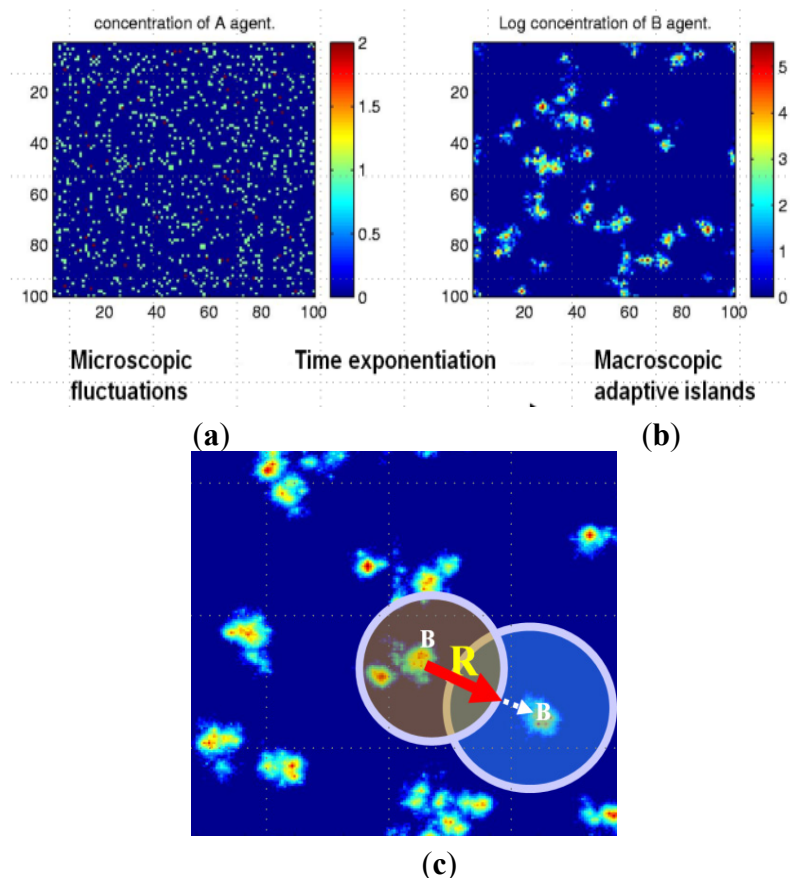 concentration of A agent.
Log concentration of B agent.
20
40
60
80
100
20
40
60
80
100
2
1.5
1
0.5
0
20
40
60
80
100
20
40
60
80
100
5
4
3
2
1
0
Microscopic
fluctuations
Time exponentiation
Macroscopic
adaptive islands
(a)
(b)
B
R
B
(c)